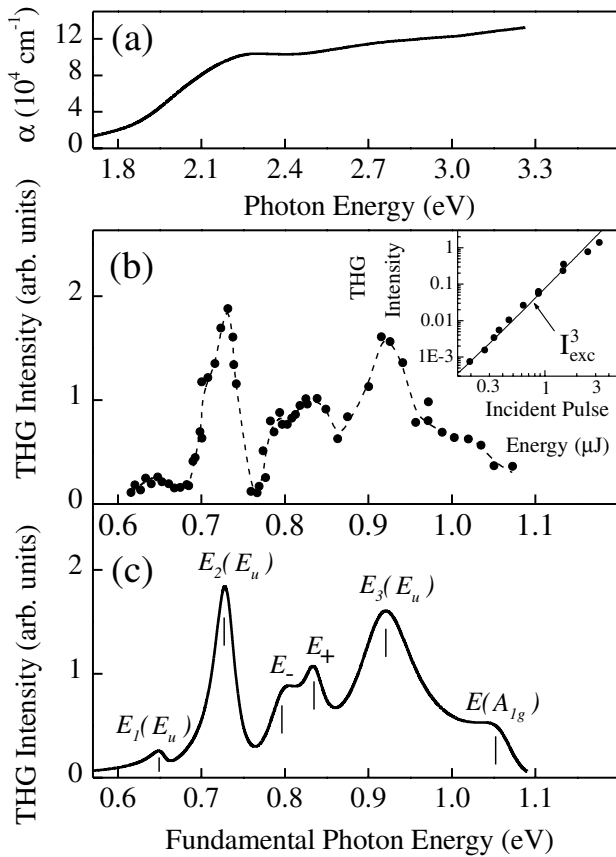 12
8
4
0
α (10⁴ cm⁻¹)
(a)
1.8 2.1 2.4 2.7 3.0 3.3
Photon Energy (eV)
THG Intensity (arb. units)
2
1
0
(b)
THG
Intensity
1
0.1
0.01
1E-3
I³exc
0.3 1 3
Incident Pulse
Energy (μJ)
0.6 0.7 0.8 0.9 1.0 1.1
THG Intensity (arb. units)
2
1
0
(c)
E₂(Eᵤ)
E₃(Eᵤ)
E₋
E₊
E₁(Eᵤ)
E(A₁g)
0.6 0.7 0.8 0.9 1.0 1.1
Fundamental Photon Energy (eV)